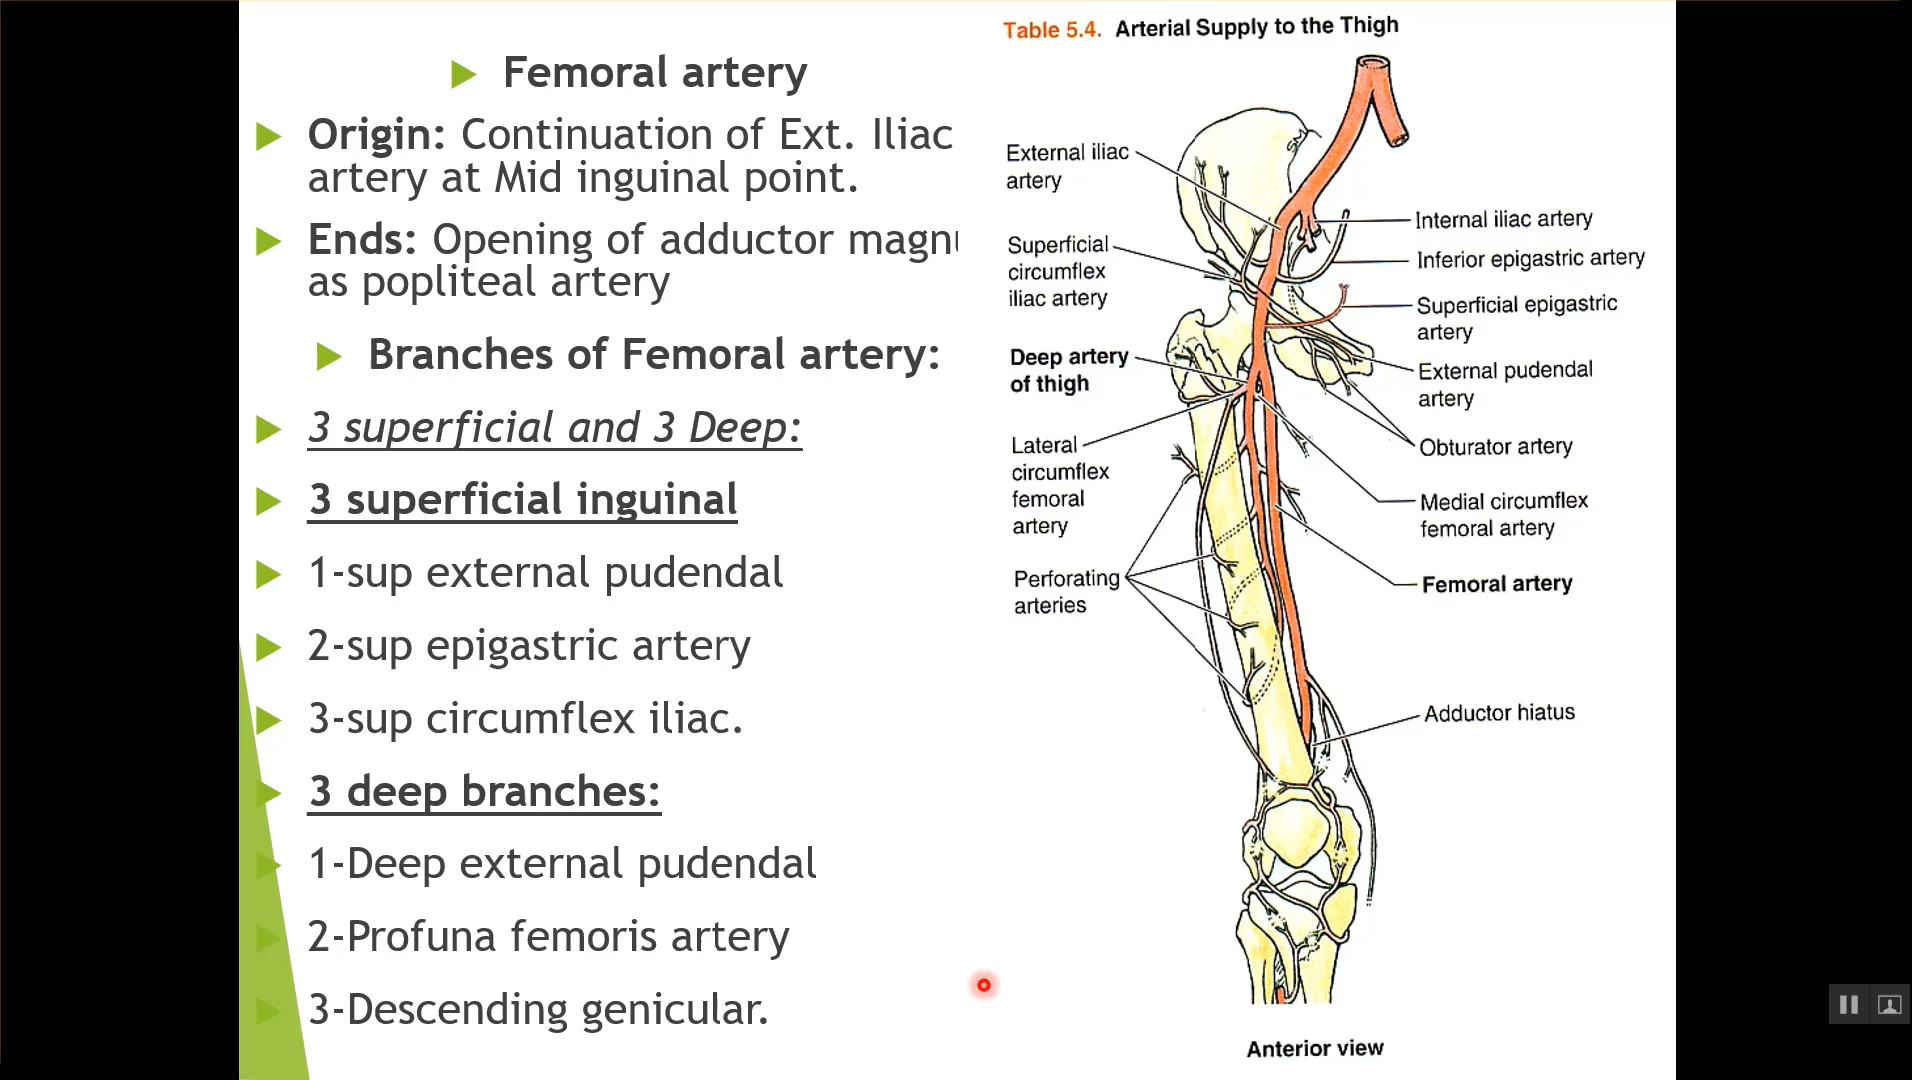 Femoral artery
Origin: Continuation of Ext. Iliac
artery at Mid inguinal point.
Ends: Opening of adductor magn
as popliteal artery
Branches of Femoral artery:
3 superficial and 3 Deep:
3 superficial inguinal
1-sup external pudendal
2-sup epigastric artery
3-sup circumflex iliac.
3 deep branches:
1-Deep external pudendal
2-Profuna femoris artery
3-Descending genicular.
Table 5.4. Arterial Supply to the Thigh
External iliac
artery
Superficial
circumflex
iliac artery
Deep artery
of thigh
Lateral
circumflex
femoral
artery
Perforating
arteries
Internal iliac artery
Inferior epigastric artery
Superficial epigastric
artery
External pudendal
artery
Obturator artery
Medial circumflex
femoral artery
Femoral artery
Adductor hiatus
Anterior view